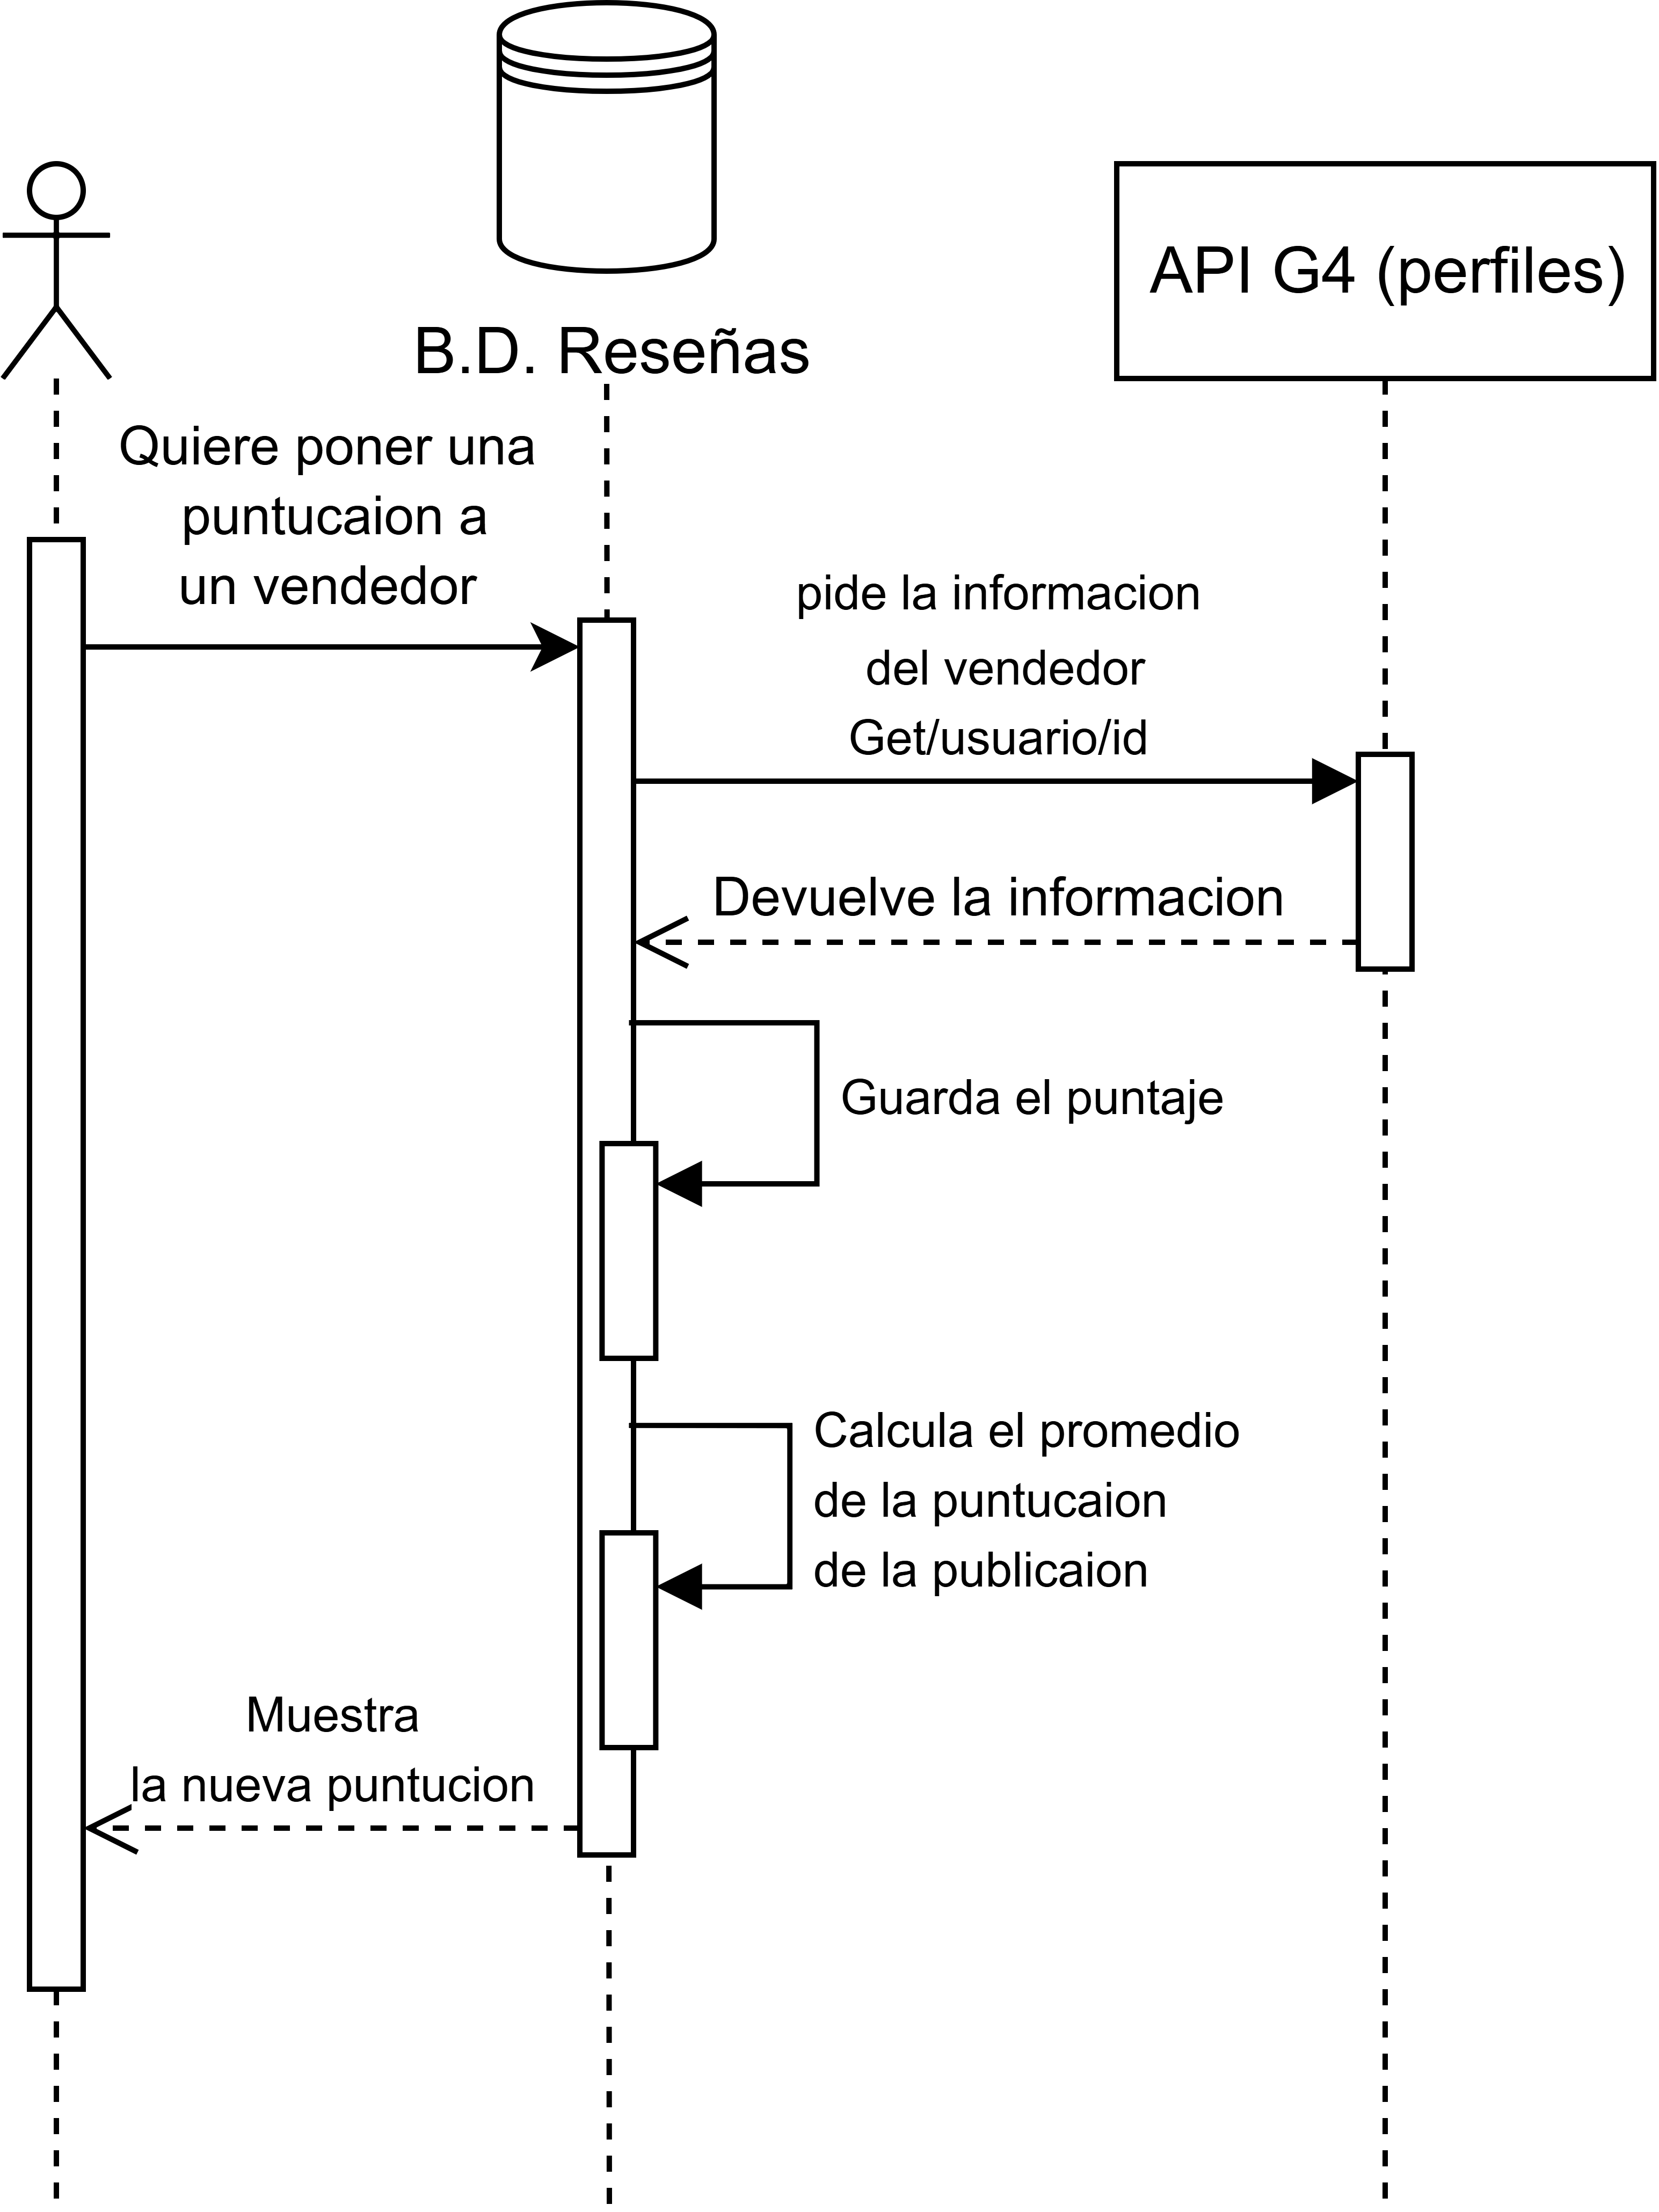 B.D. Reseñas
API G4 (perfiles)
Quiere poner una
puntucaion a
un vendedor
pide la informacion
del vendedor
Get/usuario/id
Devuelve la informacion
Guarda el puntaje
Calcula el promedio
de la puntucaion
de la publicaion
Muestra
la nueva puntucion